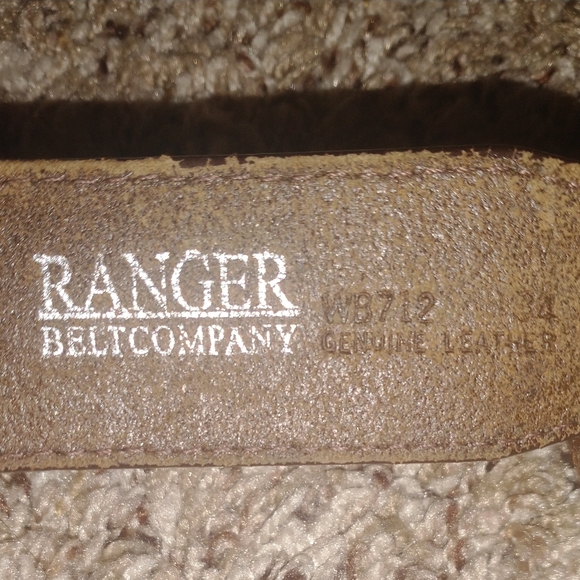 RANGER
BELTCOMPANY
WB712 34
GENUINE LEATHER